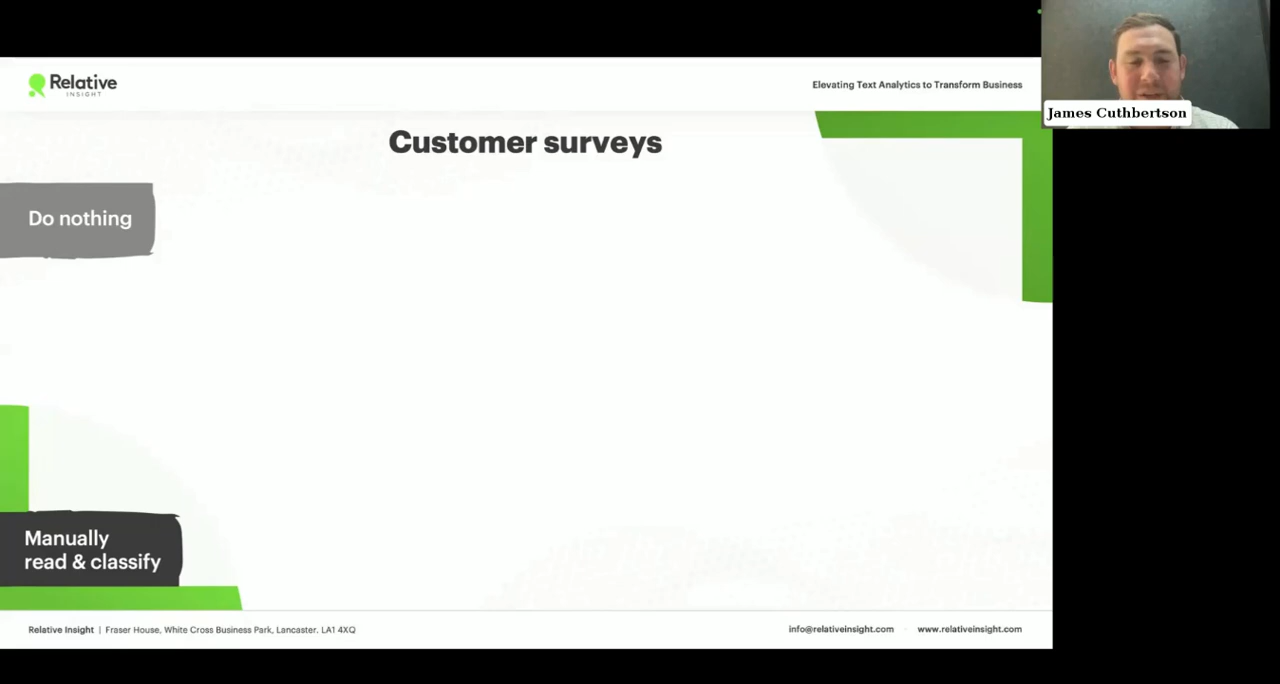 Relative
INSIGHT
Elevating Text Analytics to Transform Business
James Cuthbertson
Customer surveys
Do nothing
Manually
read & classify
Relative Insight | Fraser House, White Cross Business Park, Lancaster. LA1 4XQ
info@relativeinsight.com
www.relativeinsight.com